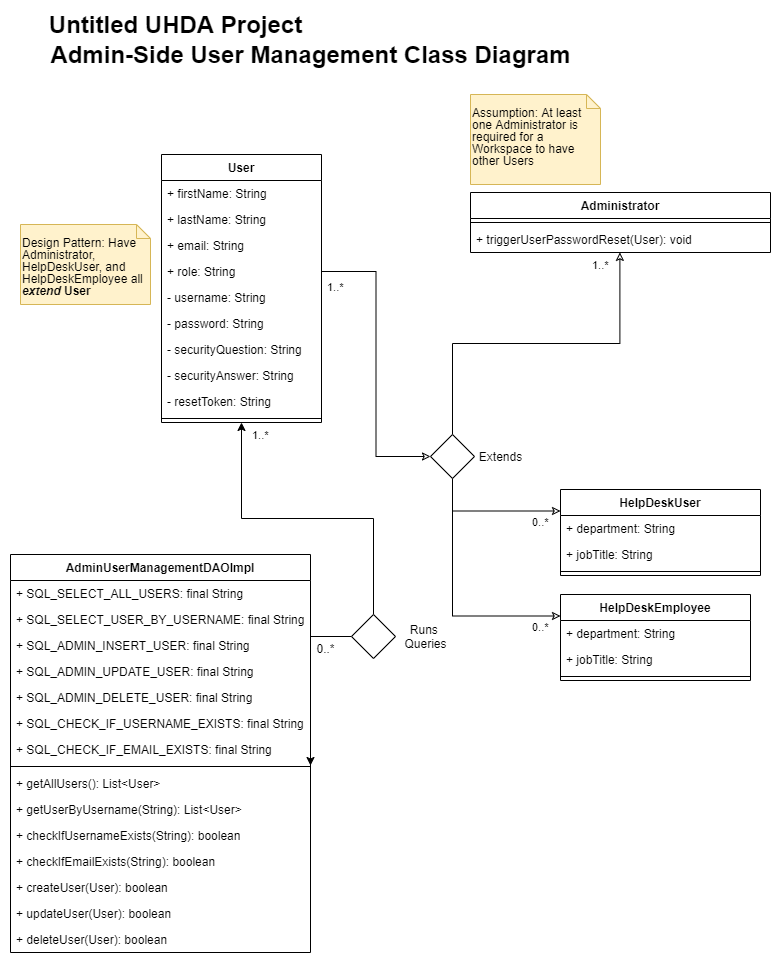 Untitled UHDA Project
Admin-Side User Management Class Diagram
Assumption: At least
one Administrator is
required for a
Workspace to have
other Users
Design Pattern: Have
Administrator,
HelpDeskUser, and
HelpDeskEmployee all
extend User
User
+ firstName: String
+ lastName: String
+ email: String
+ role: String
- username: String
- password: String
- securityQuestion: String
- securityAnswer: String
- resetToken: String
1..*
1..*
Administrator
+ triggerUserPasswordReset(User): void
1..*
Extends
HelpDeskUser
+ department: String
+ jobTitle: String
0..*
HelpDeskEmployee
+ department: String
+ jobTitle: String
0..*
AdminUserManagementDAOImpl
+ SQL_SELECT_ALL_USERS: final String
+ SQL_SELECT_USER_BY_USERNAME: final String
+ SQL_ADMIN_INSERT_USER: final String
+ SQL_ADMIN_UPDATE_USER: final String
+ SQL_ADMIN_DELETE_USER: final String
+ SQL_CHECK_IF_USERNAME_EXISTS: final String
+ SQL_CHECK_IF_EMAIL_EXISTS: final String
+ getAllUsers(): List<User>
+ getUserByUsername(String): List<User>
+ checkIfUsernameExists(String): boolean
+ checkIfEmailExists(String): boolean
+ createUser(User): boolean
+ updateUser(User): boolean
+ deleteUser(User): boolean
0..*
Runs
Queries